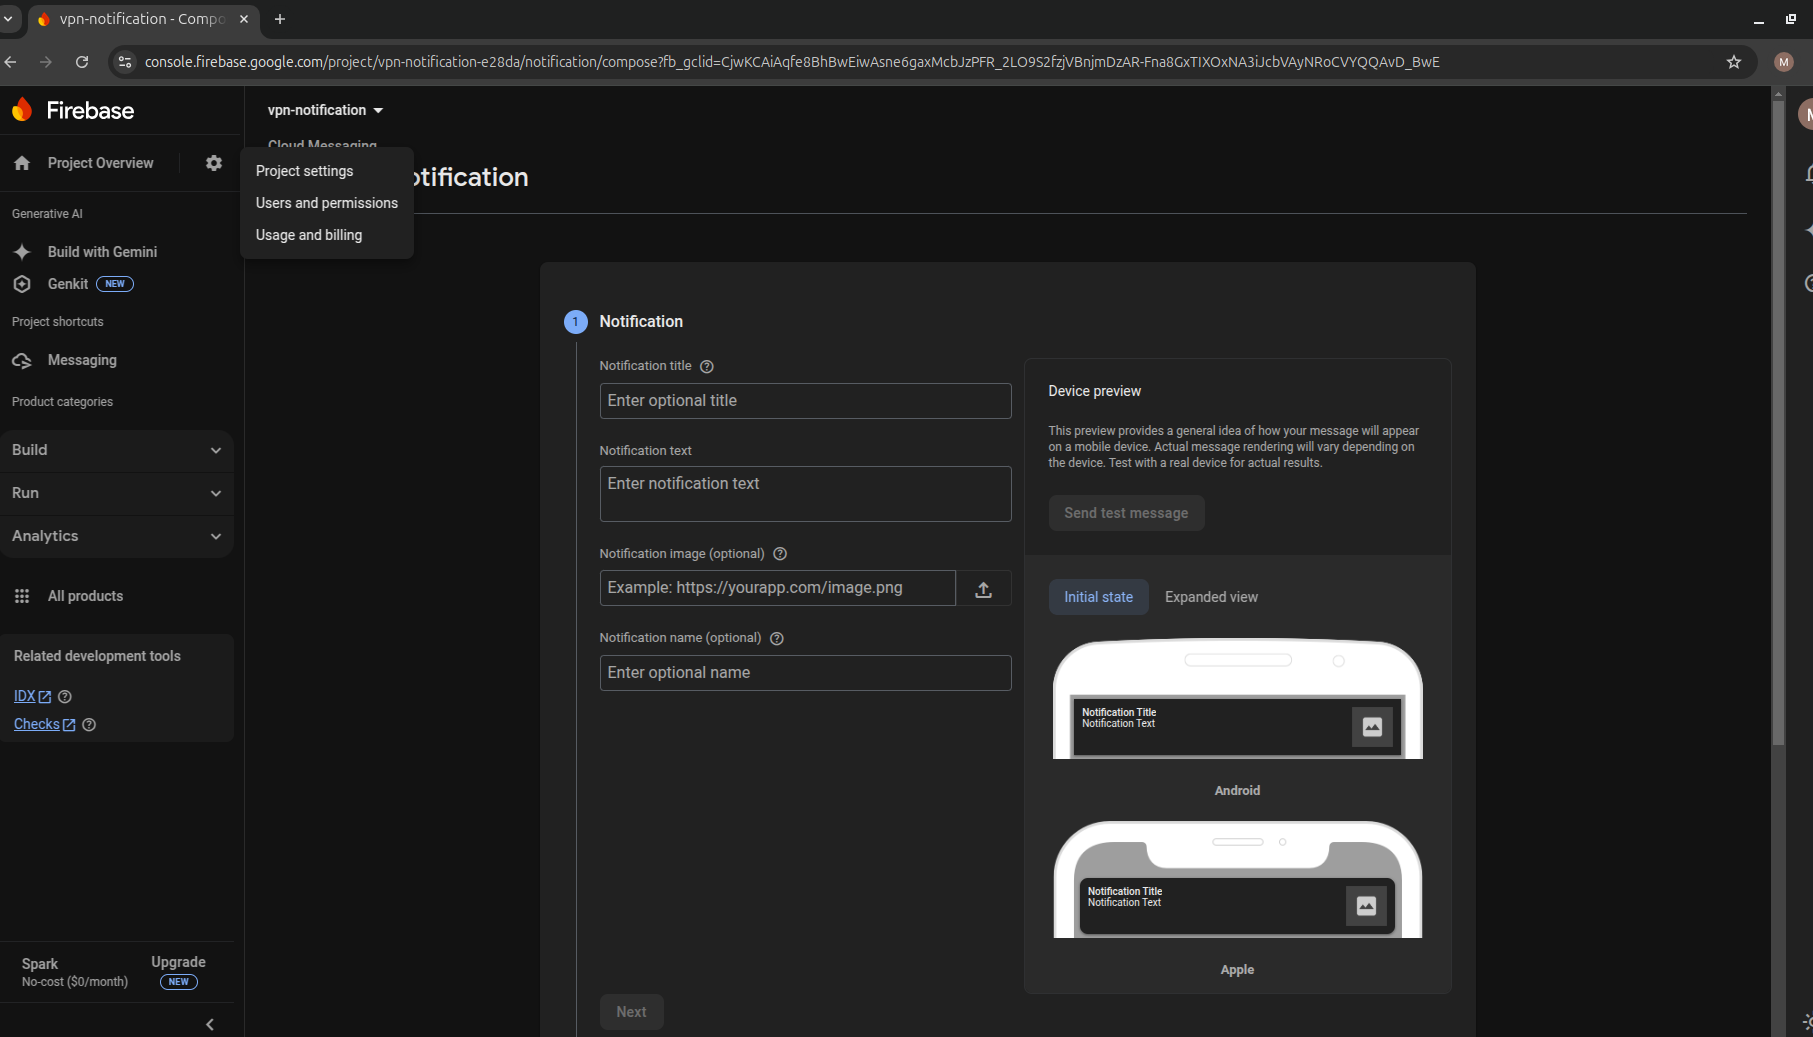 vpn-notification - Compo
console.firebase.google.com/project/vpn-notification-e28da/notification/compose?fb_gclid=CjwKCAiAqfe8BhBwEiwAsne6gaxMcbJzPFR_2LO9S2fzjVBnjmDzAR-Fna8GxTIXOxNA3iJcbVAyNRoCVYQQAvD_BwE
M
Firebase
vpn-notification
M
Cloud Messaging
Project Overview
Project settings
otification
Users and permissions
Usage and billing
Generative AI
Build with Gemini
Genkit NEW
Project shortcuts
Messaging
Product categories
Build
Run
Analytics
All products
Related development tools
IDX
Checks
Spark
No-cost ($0/month)
Upgrade
NEW
1 Notification
Notification title
Enter optional title
Notification text
Enter notification text
Notification image (optional)
Example: https://yourapp.com/image.png
Notification name (optional)
Enter optional name
Next
Device preview
This preview provides a general idea of how your message will appear
on a mobile device. Actual message rendering will vary depending on
the device. Test with a real device for actual results.
Send test message
Initial state
Expanded view
Notification Title
Notification Text
Android
Notification Title
Notification Text
Apple